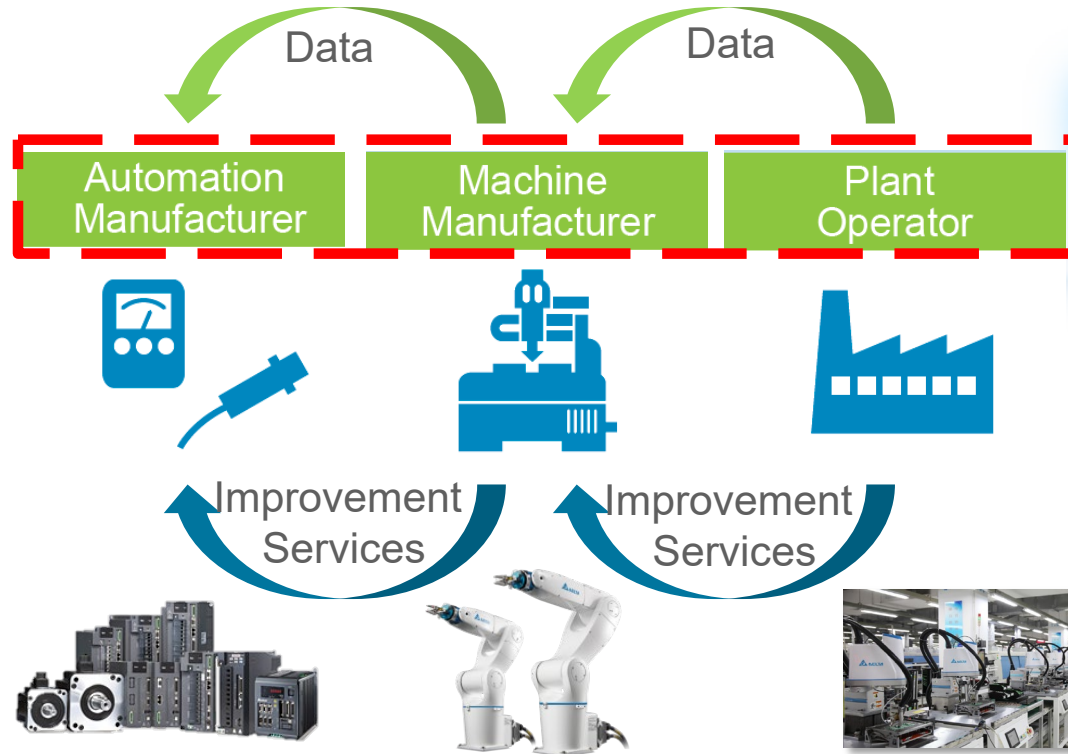 Data
Data
Automation
Manufacturer
Machine
Manufacturer
Plant
Operator
Improvement
Services
Improvement
Services